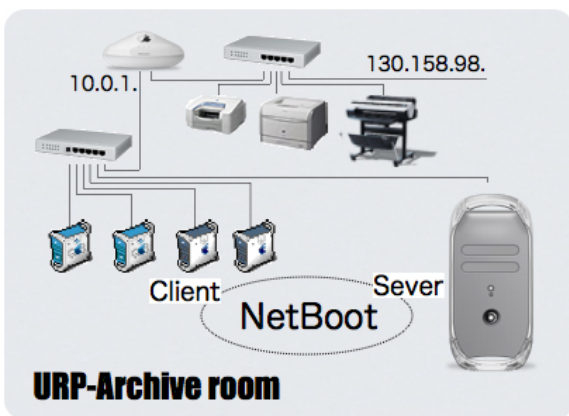 130.158.98.
10.0.1.
Client
Sever
NetBoot
URP-Archive room